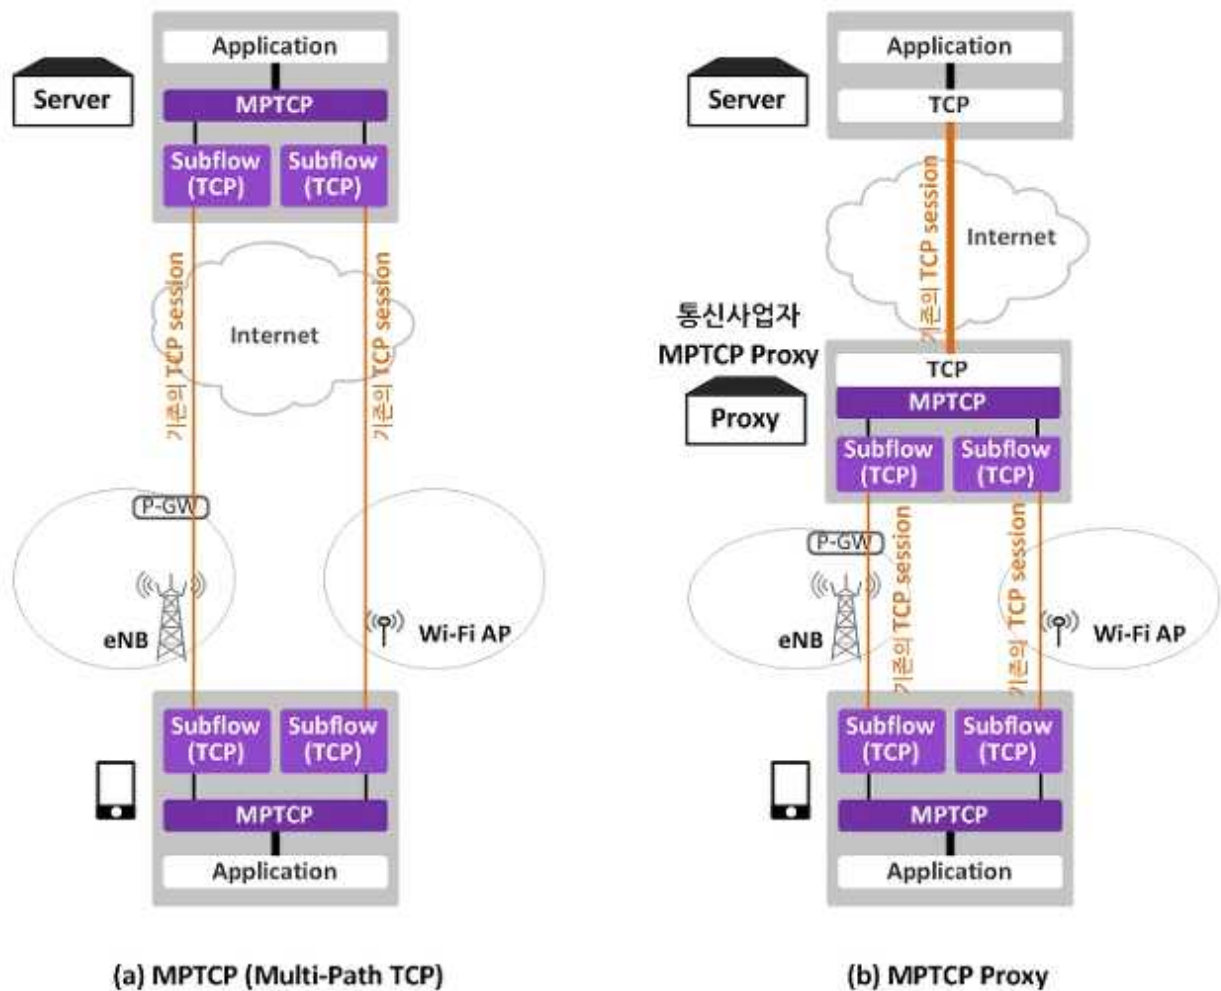 Application
Server
MPTCP
Subflow
(TCP)
Subflow
(TCP)
기존의 TCP session
기존의 TCP session
Internet
P-GW
eNB
Wi-Fi AP
Subflow
(TCP)
Subflow
(TCP)
MPTCP
Application
(a) MPTCP (Multi-Path TCP)
Application
Server
TCP
기존의 TCP session
Internet
통신사업자
MPTCP Proxy
TCP
MPTCP
Proxy
Subflow
(TCP)
Subflow
(TCP)
P-GW
기존의 TCP session
기존의 TCP session
eNB
Wi-Fi AP
Subflow
(TCP)
Subflow
(TCP)
MPTCP
Application
(b) MPTCP Proxy